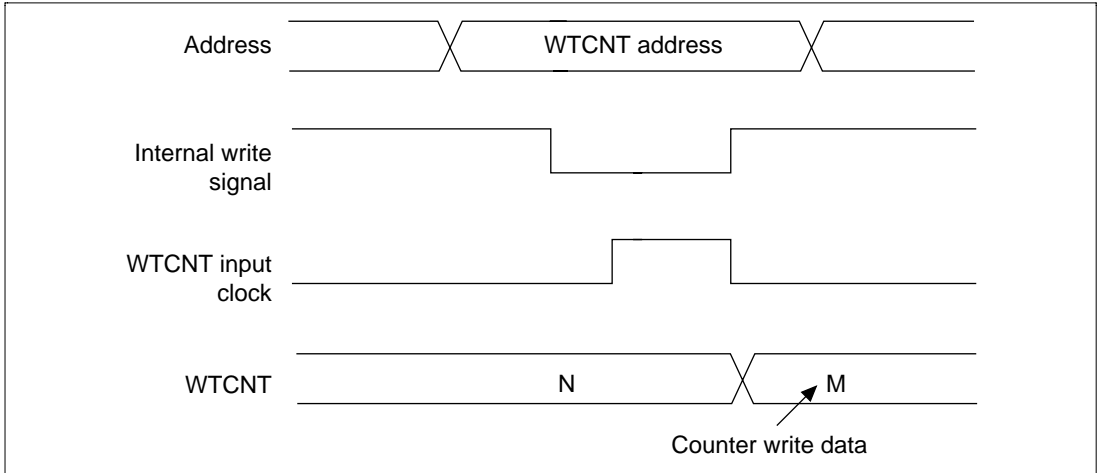 Address
WTCNT address
Internal write
signal
WTCNT input
clock
WTCNT
N
M
Counter write data